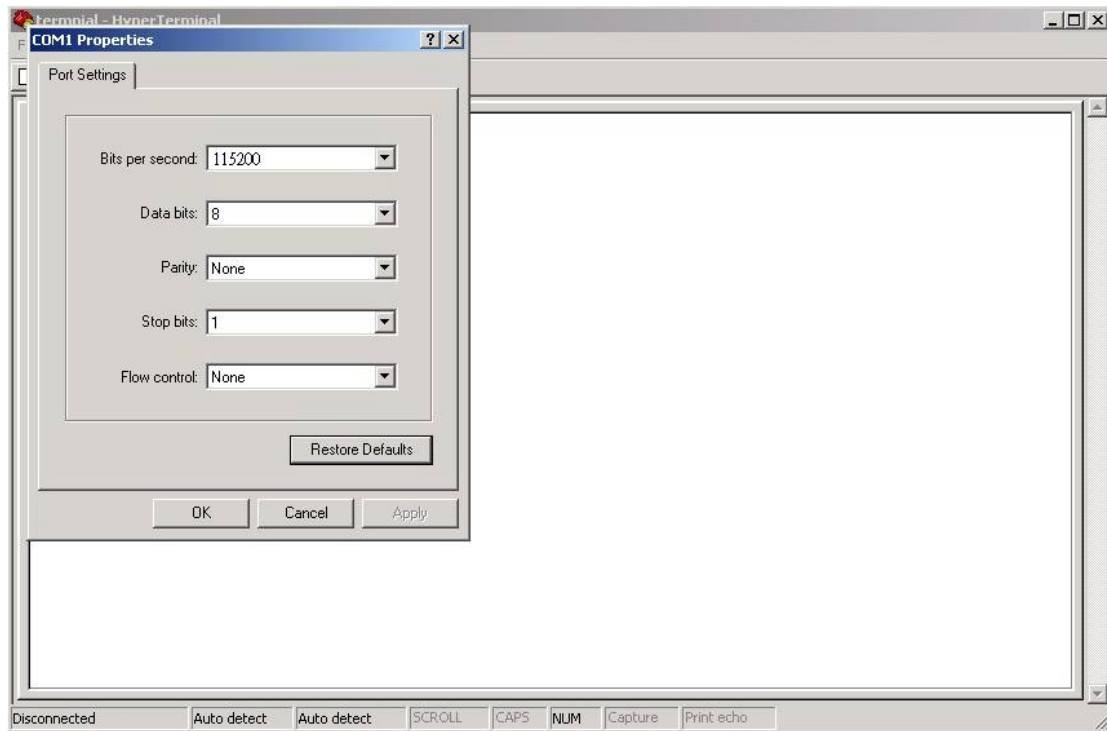 termpial - HyperTerminal
COM1 Properties
F
Port Settings
Bits per second: 115200
Data bits: 8
Parity: None
Stop bits: 1
Flow control: None
Restore Defaults
OK Cancel Apply
Disconnected Auto detect Auto detect SCROLL CAPS NUM Capture Print echo